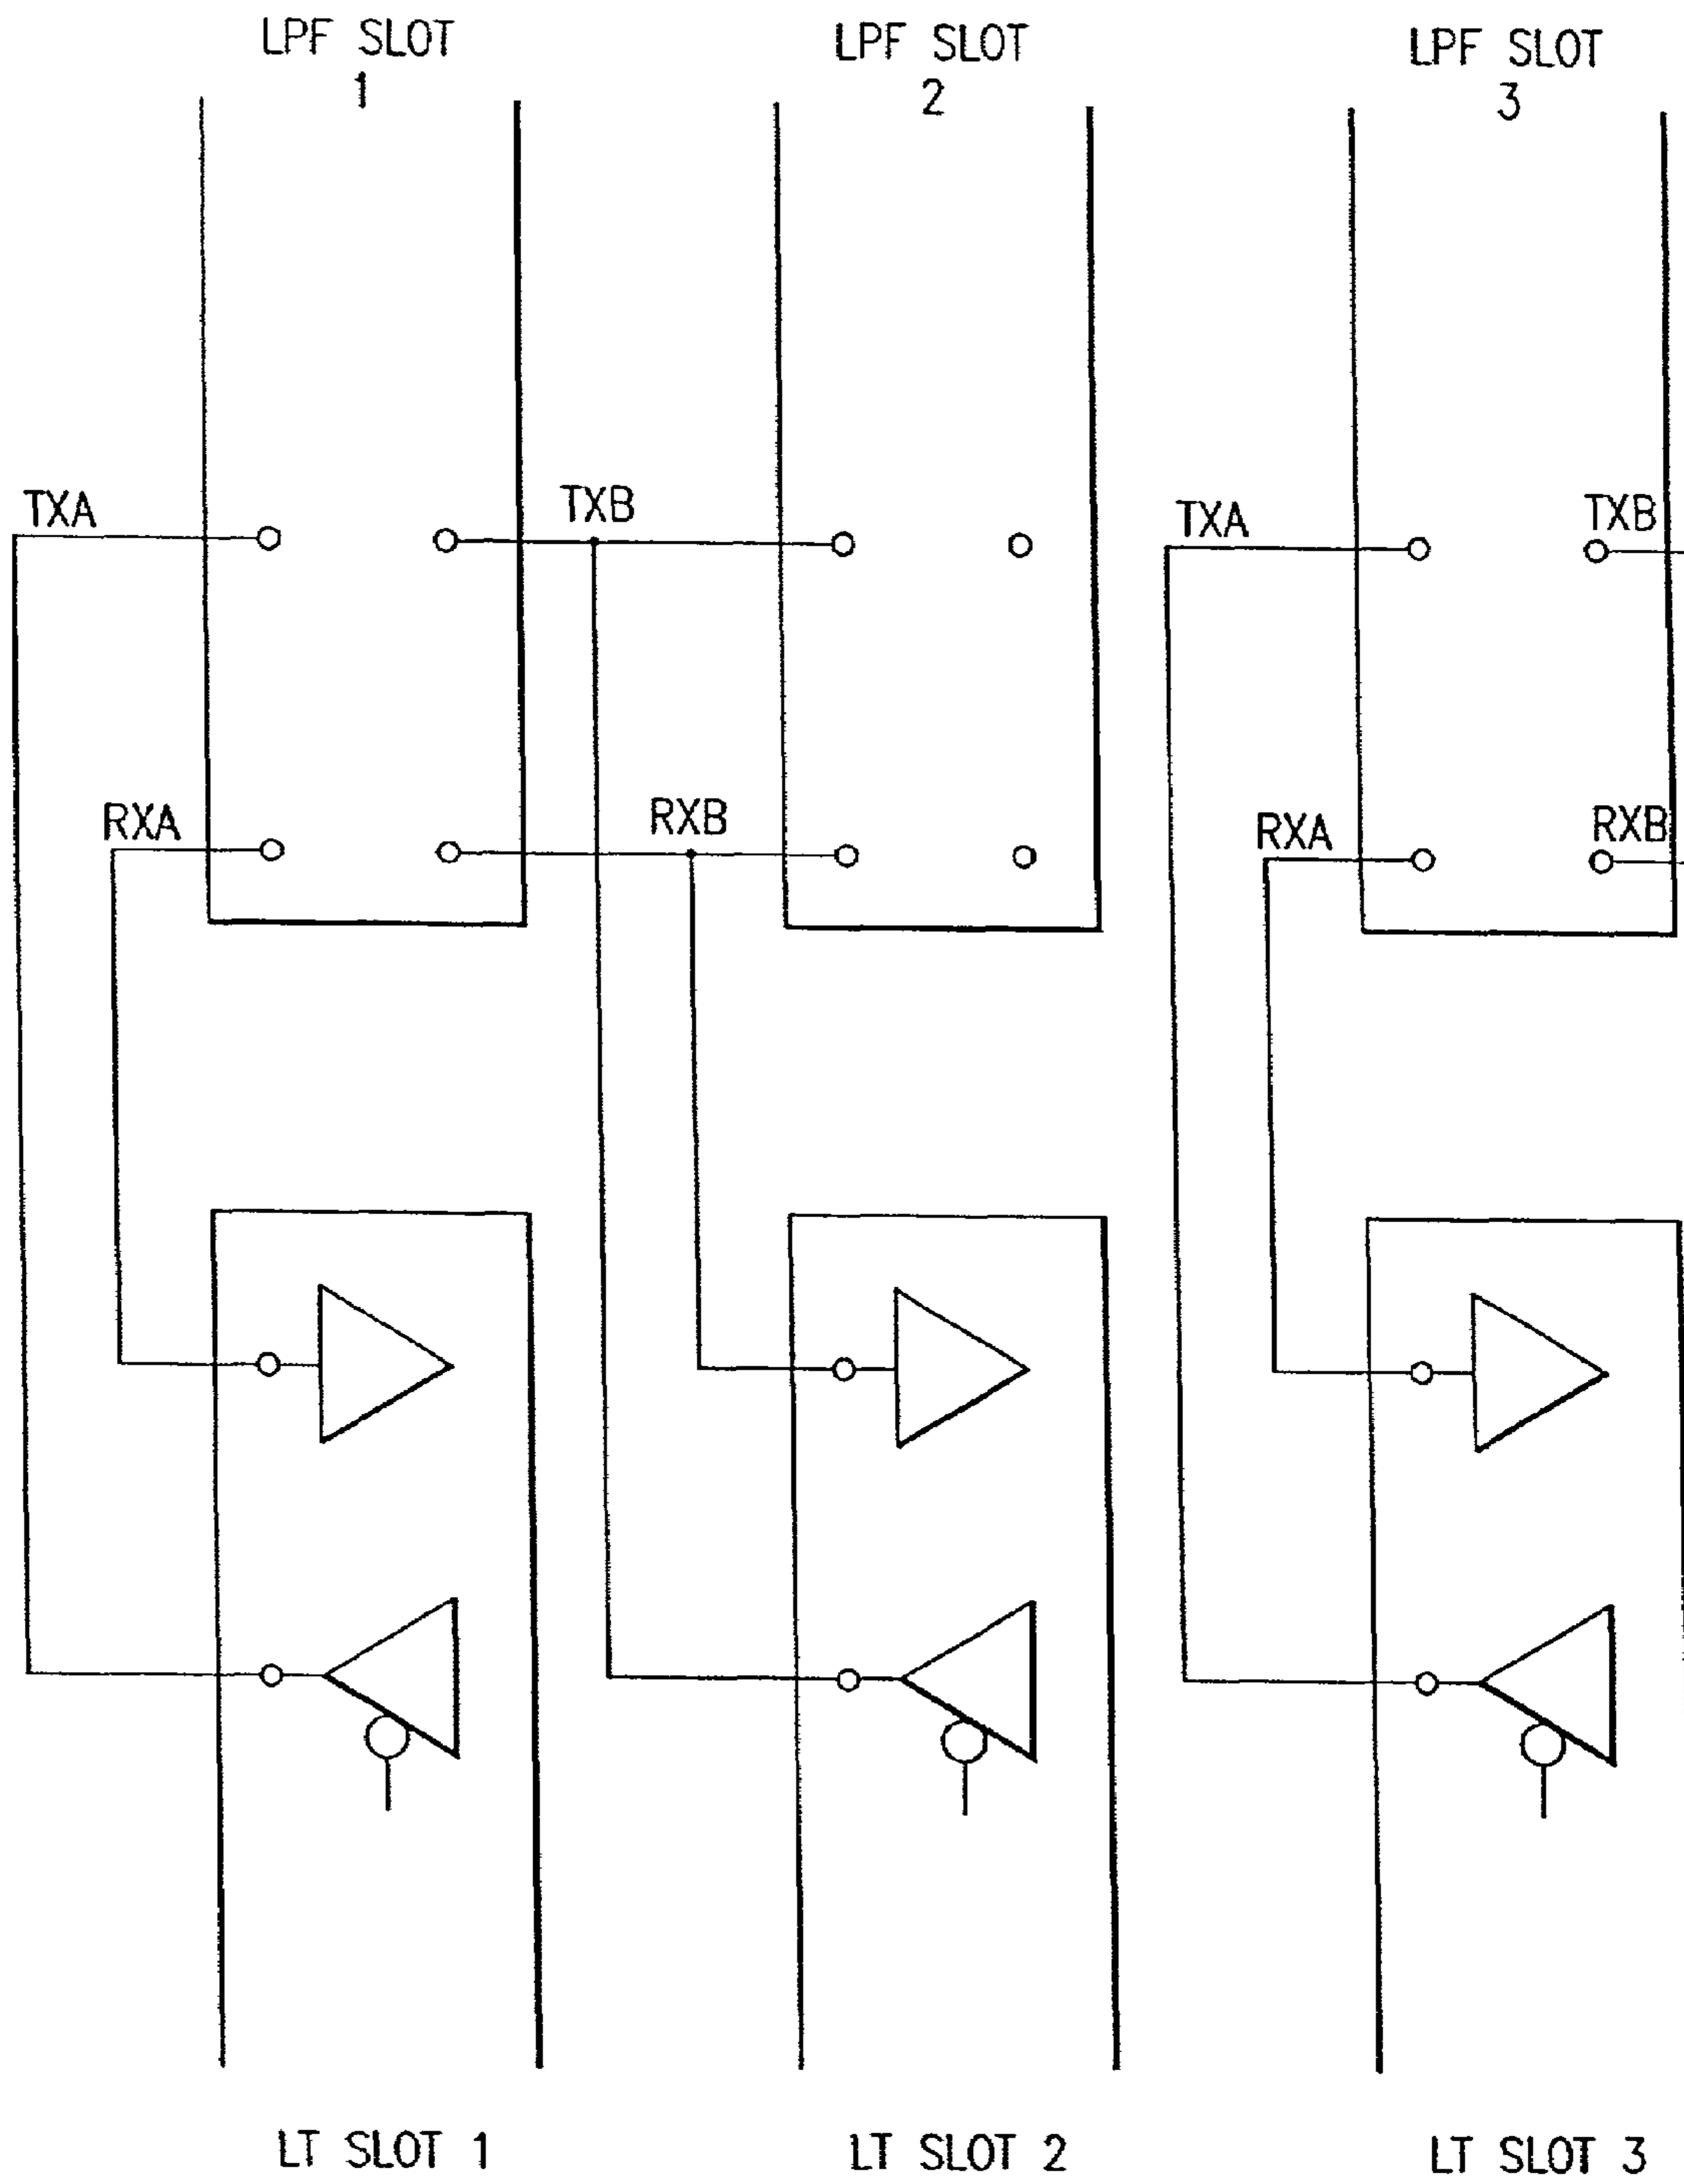 LPF SLOT
1
LPF SLOT
2
LPF SLOT
3
TXA
TXB
TXA
TXB
RXA
RXB
RXA
RXB
LT SLOT 1
LT SLOT 2
LT SLOT 3